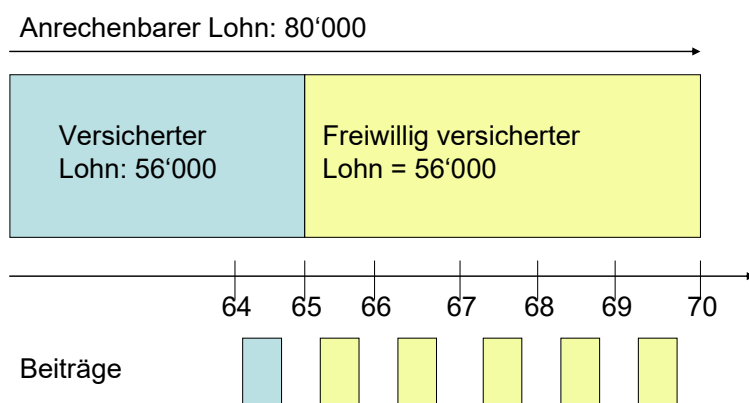 Anrechenbarer Lohn: 80‘000
Versicherter
Lohn: 56‘000
Freiwillig versicherter
Lohn = 56‘000
64 65 66 67 68 69 70
Beiträge